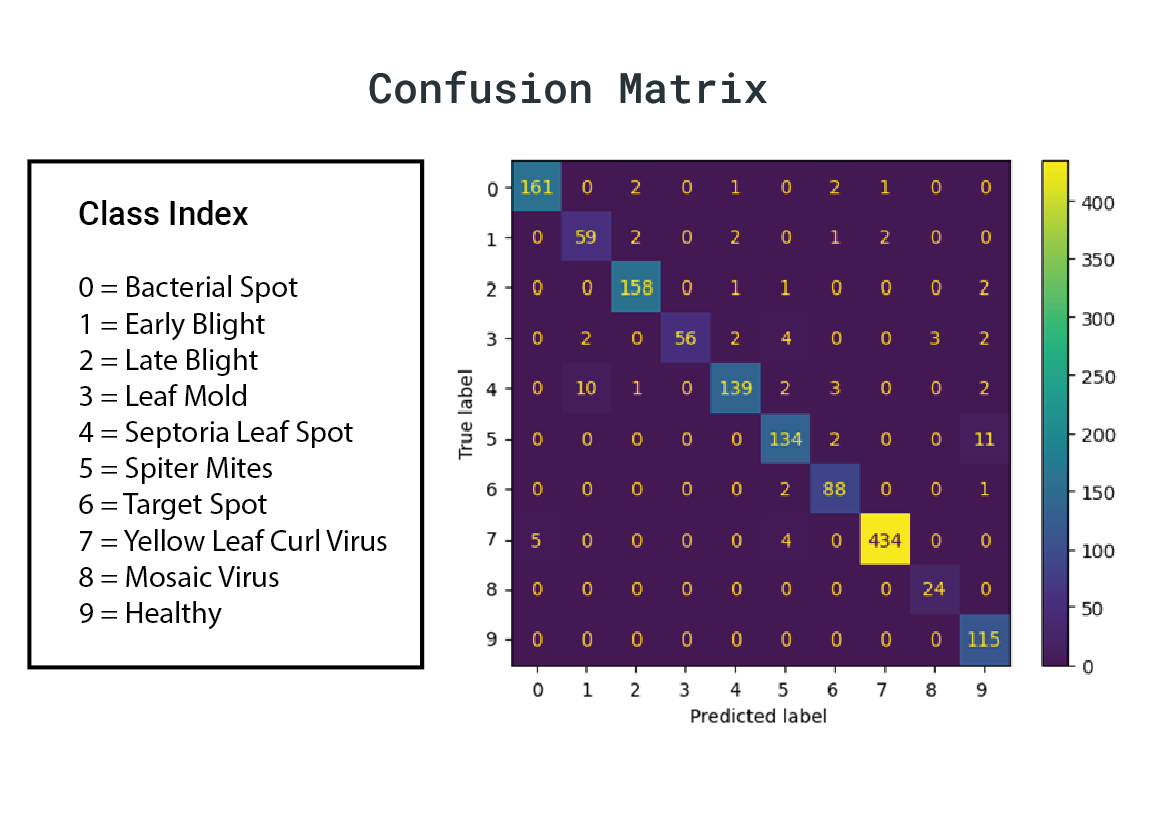 Confusion Matrix
Class Index
0 = Bacterial Spot
1 = Early Blight
2 = Late Blight
3 = Leaf Mold
4 = Septoria Leaf Spot
5 = Spiter Mites
6 = Target Spot
7 = Yellow Leaf Curl Virus
8 = Mosaic Virus
9 = Healthy
True label
0 161 0 2 0 1 0 2 1 0 0
1 0 59 2 0 2 0 1 2 0 0
2 0 0 158 0 1 1 0 0 0 2
3 0 2 0 56 2 4 0 0 3 2
4 0 10 1 0 139 2 3 0 0 2
5 0 0 0 0 0 134 2 0 0 11
6 0 0 0 0 0 2 88 0 0 1
7 5 0 0 0 0 4 0 434 0 0
8 0 0 0 0 0 0 0 0 24 0
9 0 0 0 0 0 0 0 0 0 115
0 1 2 3 4 5 6 7 8 9
Predicted label
400
350
300
250
200
150
100
50
0